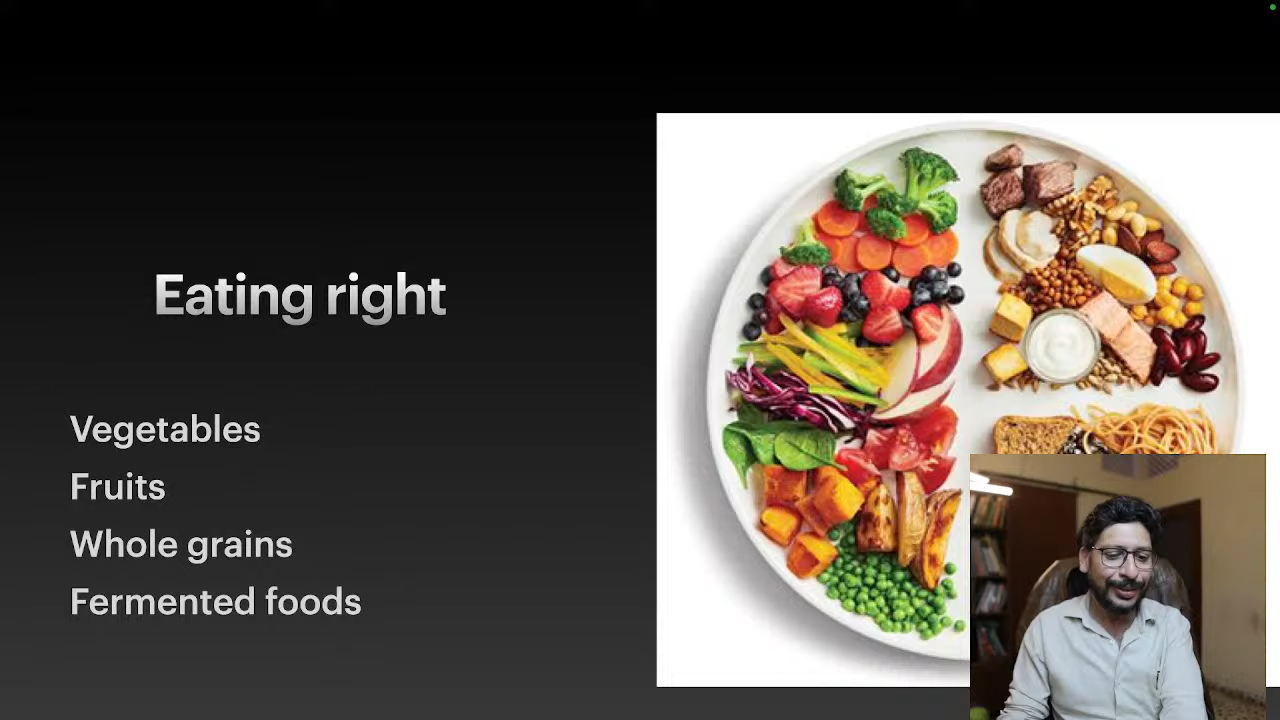 Eating right
Vegetables
Fruits
Whole grains
Fermented foods